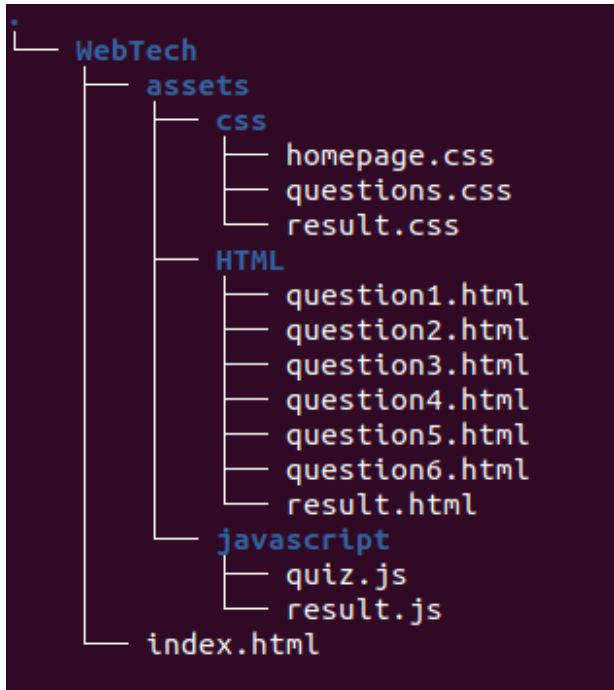 .
WebTech
assets
css
homepage.css
questions.css
result.css
HTML
question1.html
question2.html
question3.html
question4.html
question5.html
question6.html
result.html
javascript
quiz.js
result.js
index.html